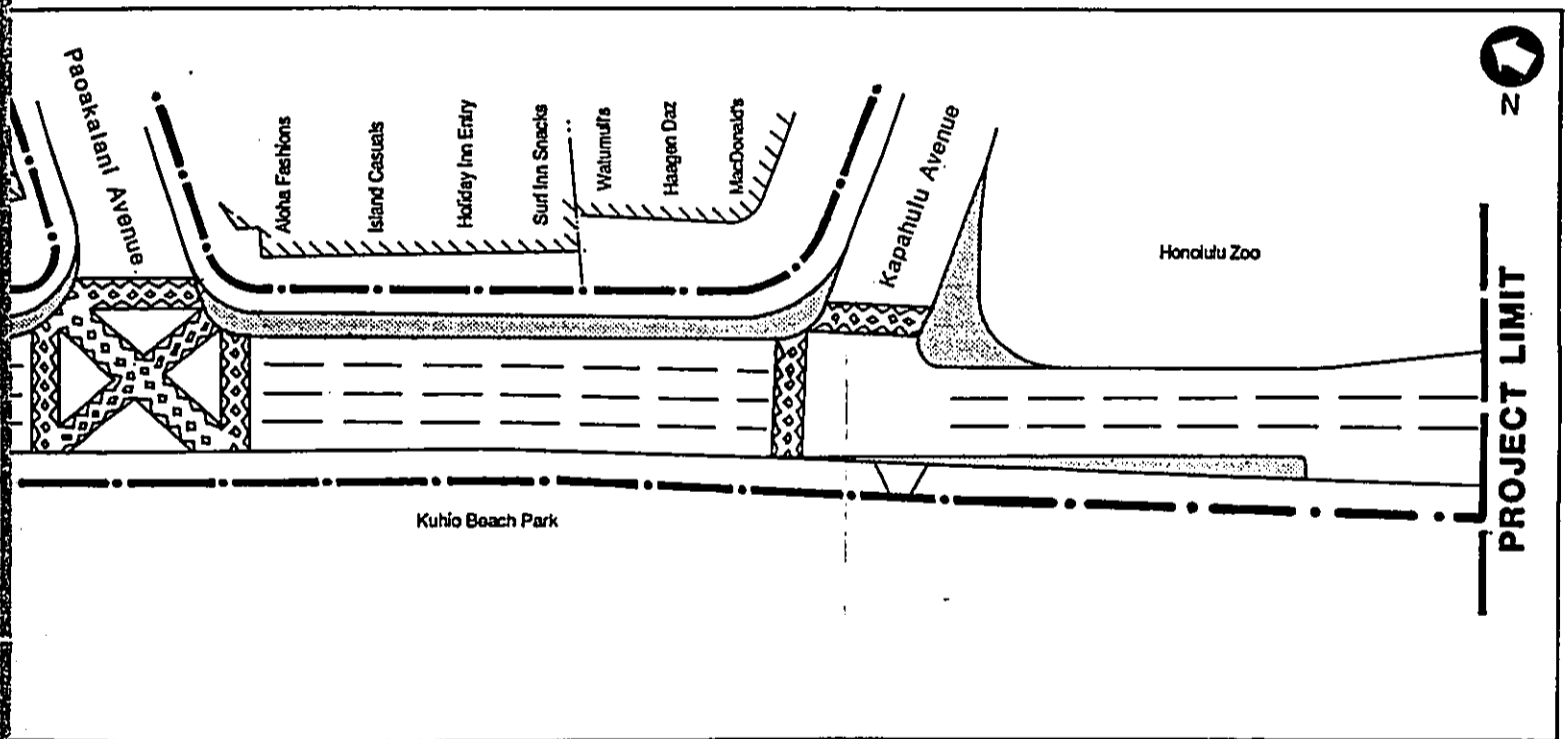 Paoakalani Avenue
Aloha Fashions
Island Casuals
Holiday Inn Entry
Surf Inn Snacks
Watumull's
Haagen Daz
MacDonald's
Kapahulu Avenue
Honolulu Zoo
N
PROJECT LIMIT
Kuhio Beach Park